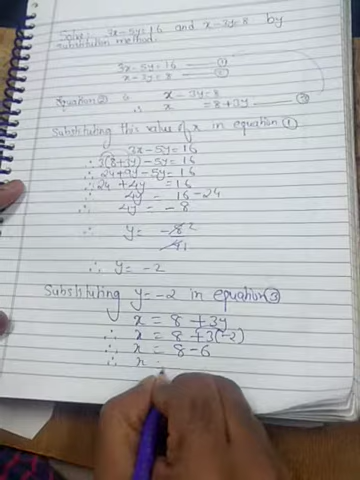 Solve: 3x-5y=16 and x-3y=8 by
substitution method.
3x-5y=16 ——— ①
x-3y=8 ——— ②
Equation② is x-3y=8
∴ x = 8+3y ——— ③
Substituting this value of x in equation ①
3x-5y=16
∴ 3(8+3y)-5y=16
∴ 24+9y-5y=16
∴ 24 +4y =16
∴ 4y = 16-24
∴ 4y = -8
∴ y = -8 2
4 1
∴ y = -2
Substituting y=-2 in equation③
x = 8 +3y
∴ x = 8 +3(-2)
∴ x = 8-6
∴ x =